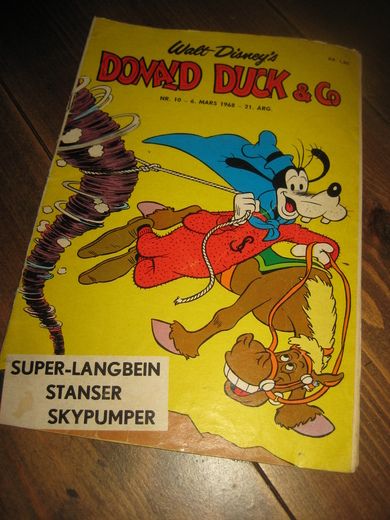 Walt Disney's
DONALD DUCK & Co
NR. 10 - 6. MARS 1968 - 21. ÅRG.
S
SUPER-LANGBEIN
STANSER
SKYPUMPER